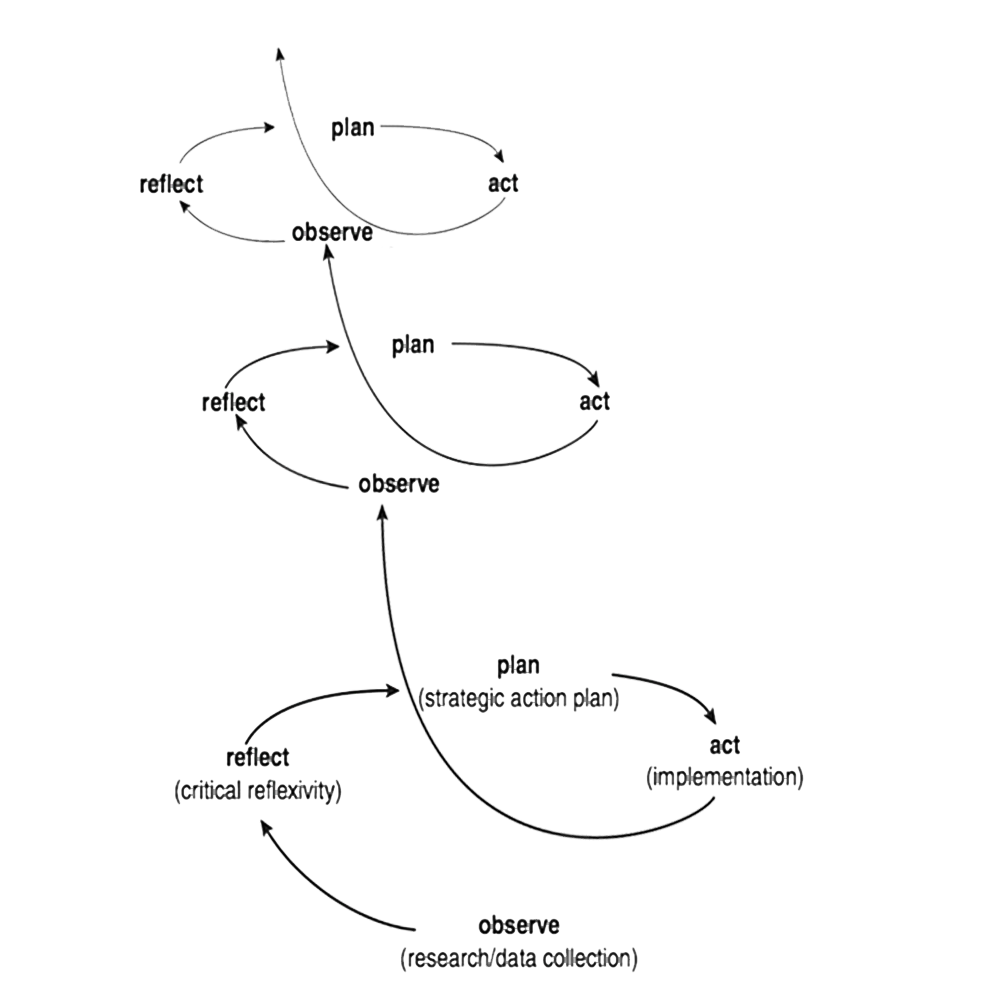 plan
reflect
act
observe
plan
reflect
act
observe
plan
(strategic action plan)
act
reflect
(implementation)
(critical reflexivity)
observe
(research/data collection)